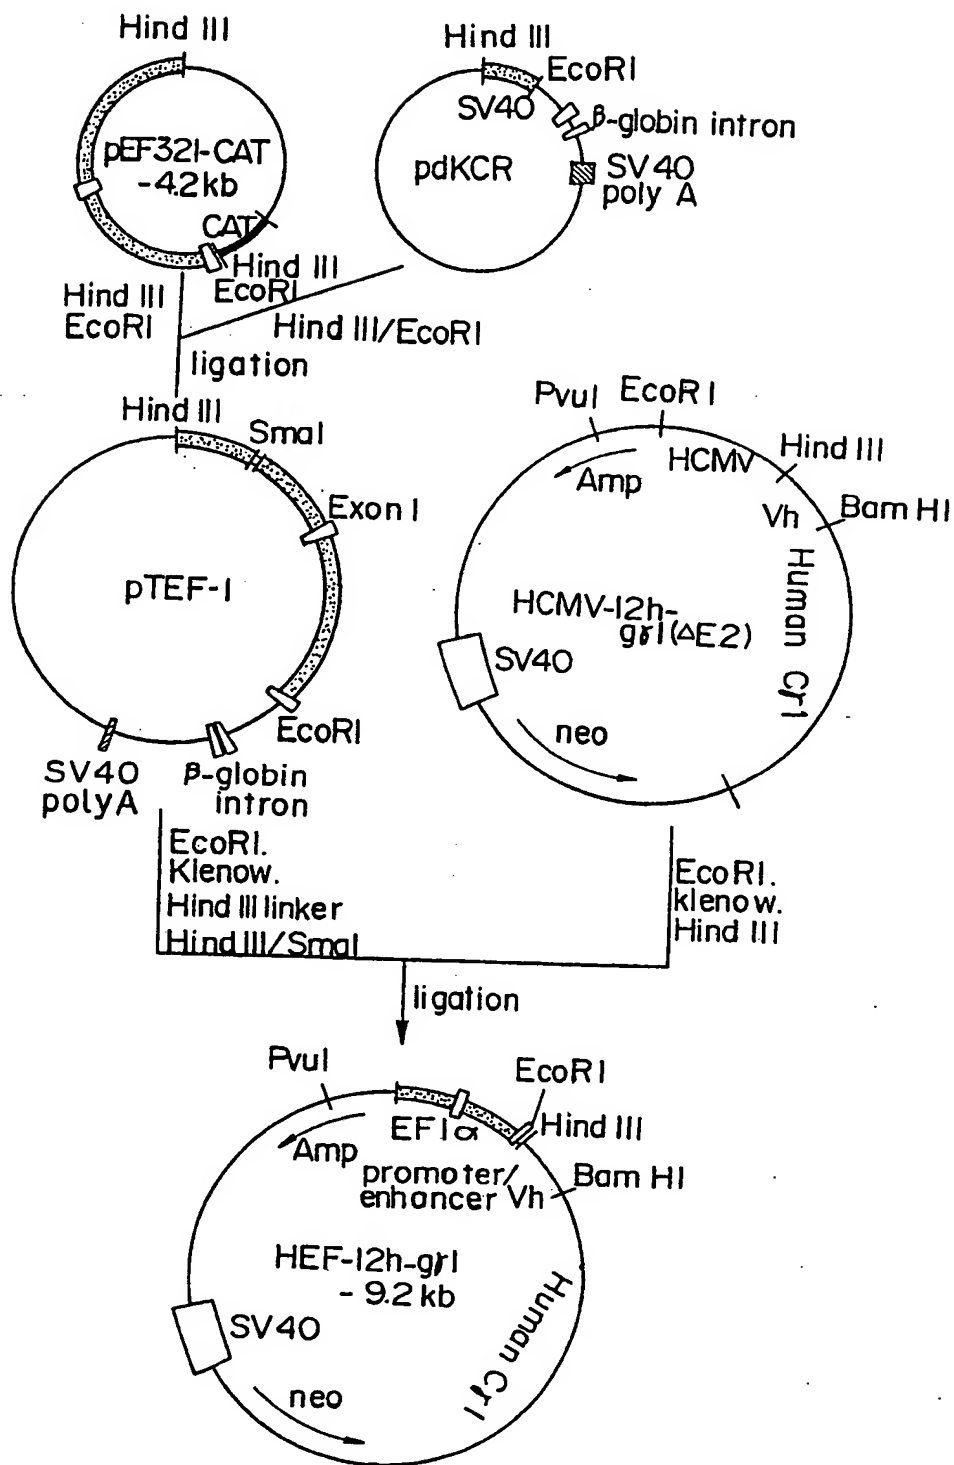 Hind III
pEF321-CAT
-4.2kb
CAT
Hind III
EcoRI
Hind III
EcoRI
SV40
β-globin intron
pdKCR
SV40
poly A
Hind III
EcoRI
Hind III/EcoRI
ligation
Hind III
SmaI
Exon I
pTEF-1
EcoRI
SV40
polyA
β-globin
intron
PvuI
EcoRI
HCMV
Hind III
Amp
Vh
Bam HI
HCMV-12h-
gγ1(ΔE2)
Human Cγ1
SV40
neo
EcoRI.
Klenow.
Hind III linker
Hind III/SmaI
EcoRI.
klenow.
Hind III
ligation
PvuI
EcoRI
EF1α
Hind III
Amp
promoter/
enhancer
Vh
Bam HI
HEF-12h-gγ1
- 9.2 kb
Human Cγ1
SV40
neo